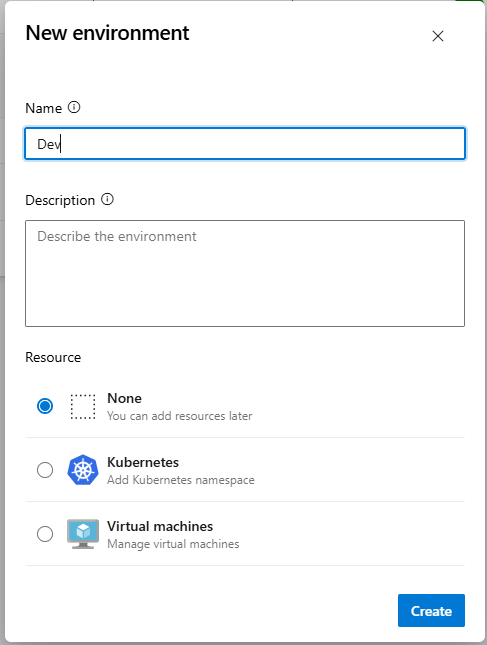 New environment
Name
Dev
Description
Describe the environment
Resource
None
You can add resources later
Kubernetes
Add Kubernetes namespace
Virtual machines
Manage virtual machines
Create